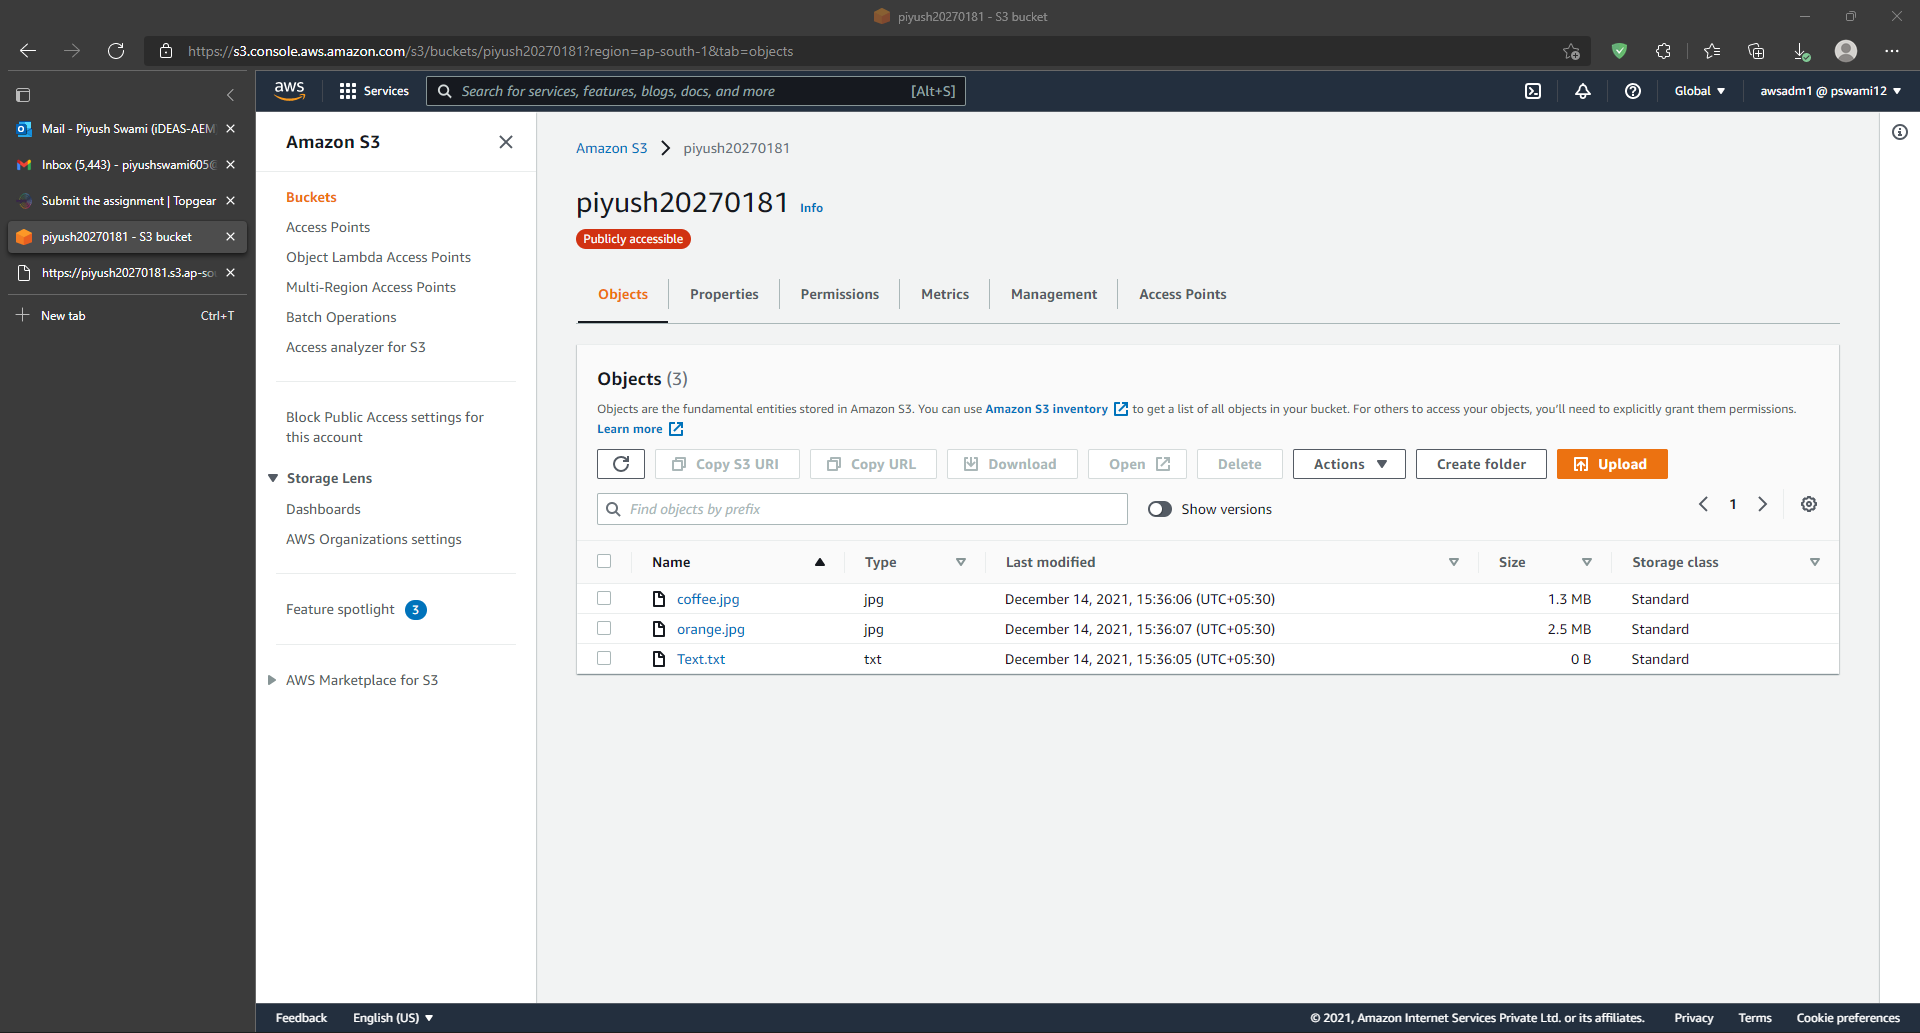 piyush20270181 - S3 bucket
https://s3.console.aws.amazon.com/s3/buckets/piyush20270181?region=ap-south-1&tab=objects
Mail - Piyush Swami (iDEAS-AEM
Inbox (5,443) - piyushswami605@
Submit the assignment | Topgear
piyush20270181 - S3 bucket
https://piyush20270181.s3.ap-sou
New tab Ctrl+T
aws Services Search for services, features, blogs, docs, and more [Alt+S] Global awsadm1 @ pswami12
Amazon S3
Buckets
Access Points
Object Lambda Access Points
Multi-Region Access Points
Batch Operations
Access analyzer for S3
Block Public Access settings for
this account
Storage Lens
Dashboards
AWS Organizations settings
Feature spotlight 3
AWS Marketplace for S3
Amazon S3 piyush20270181
piyush20270181 Info
Publicly accessible
Objects Properties Permissions Metrics Management Access Points
Objects (3)
Objects are the fundamental entities stored in Amazon S3. You can use Amazon S3 inventory to get a list of all objects in your bucket. For others to access your objects, you'll need to explicitly grant them permissions.
Learn more
Copy S3 URI Copy URL Download Open Delete Actions Create folder Upload
Find objects by prefix Show versions 1
Name Type Last modified Size Storage class
coffee.jpg jpg December 14, 2021, 15:36:06 (UTC+05:30) 1.3 MB Standard
orange.jpg jpg December 14, 2021, 15:36:07 (UTC+05:30) 2.5 MB Standard
Text.txt txt December 14, 2021, 15:36:05 (UTC+05:30) 0 B Standard
Feedback English (US) © 2021, Amazon Internet Services Private Ltd. or its affiliates. Privacy Terms Cookie preferences